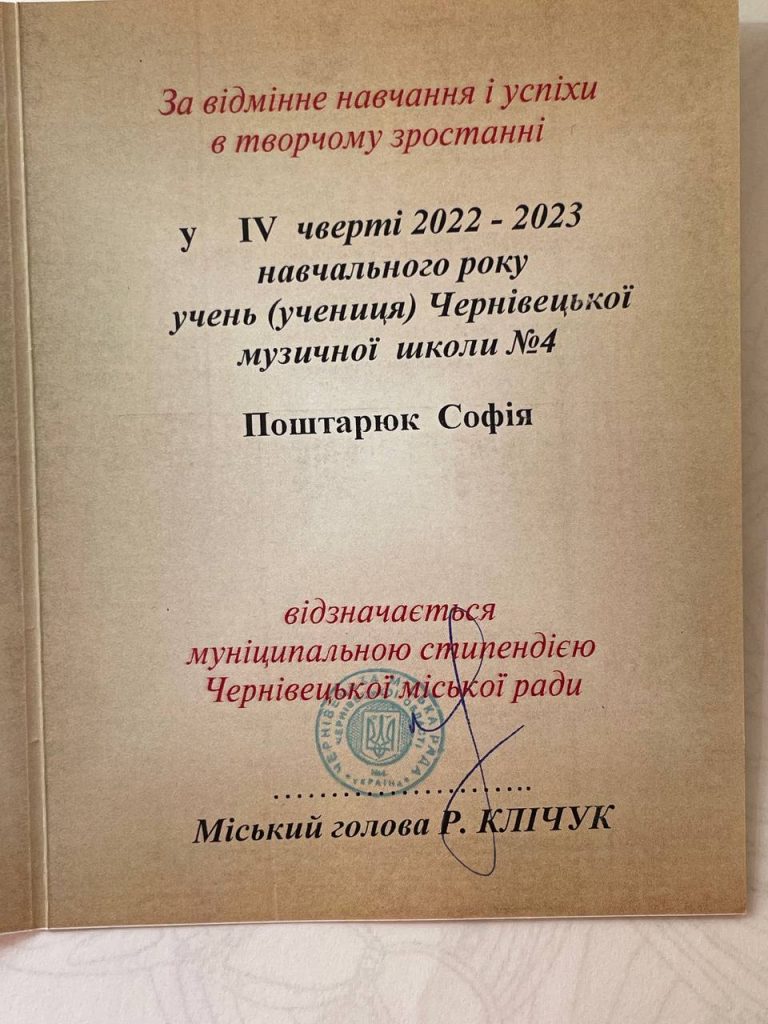 За відмінне навчання і успіхи
в творчому зростанні
у IV чверті 2022 - 2023
навчального року
учень (учениця) Чернівецької
музичної школи №4
Поштарюк Софія
відзначається
муніципальною стипендією
Чернівецької міської ради
........................
Міський голова Р. КЛІЧУК